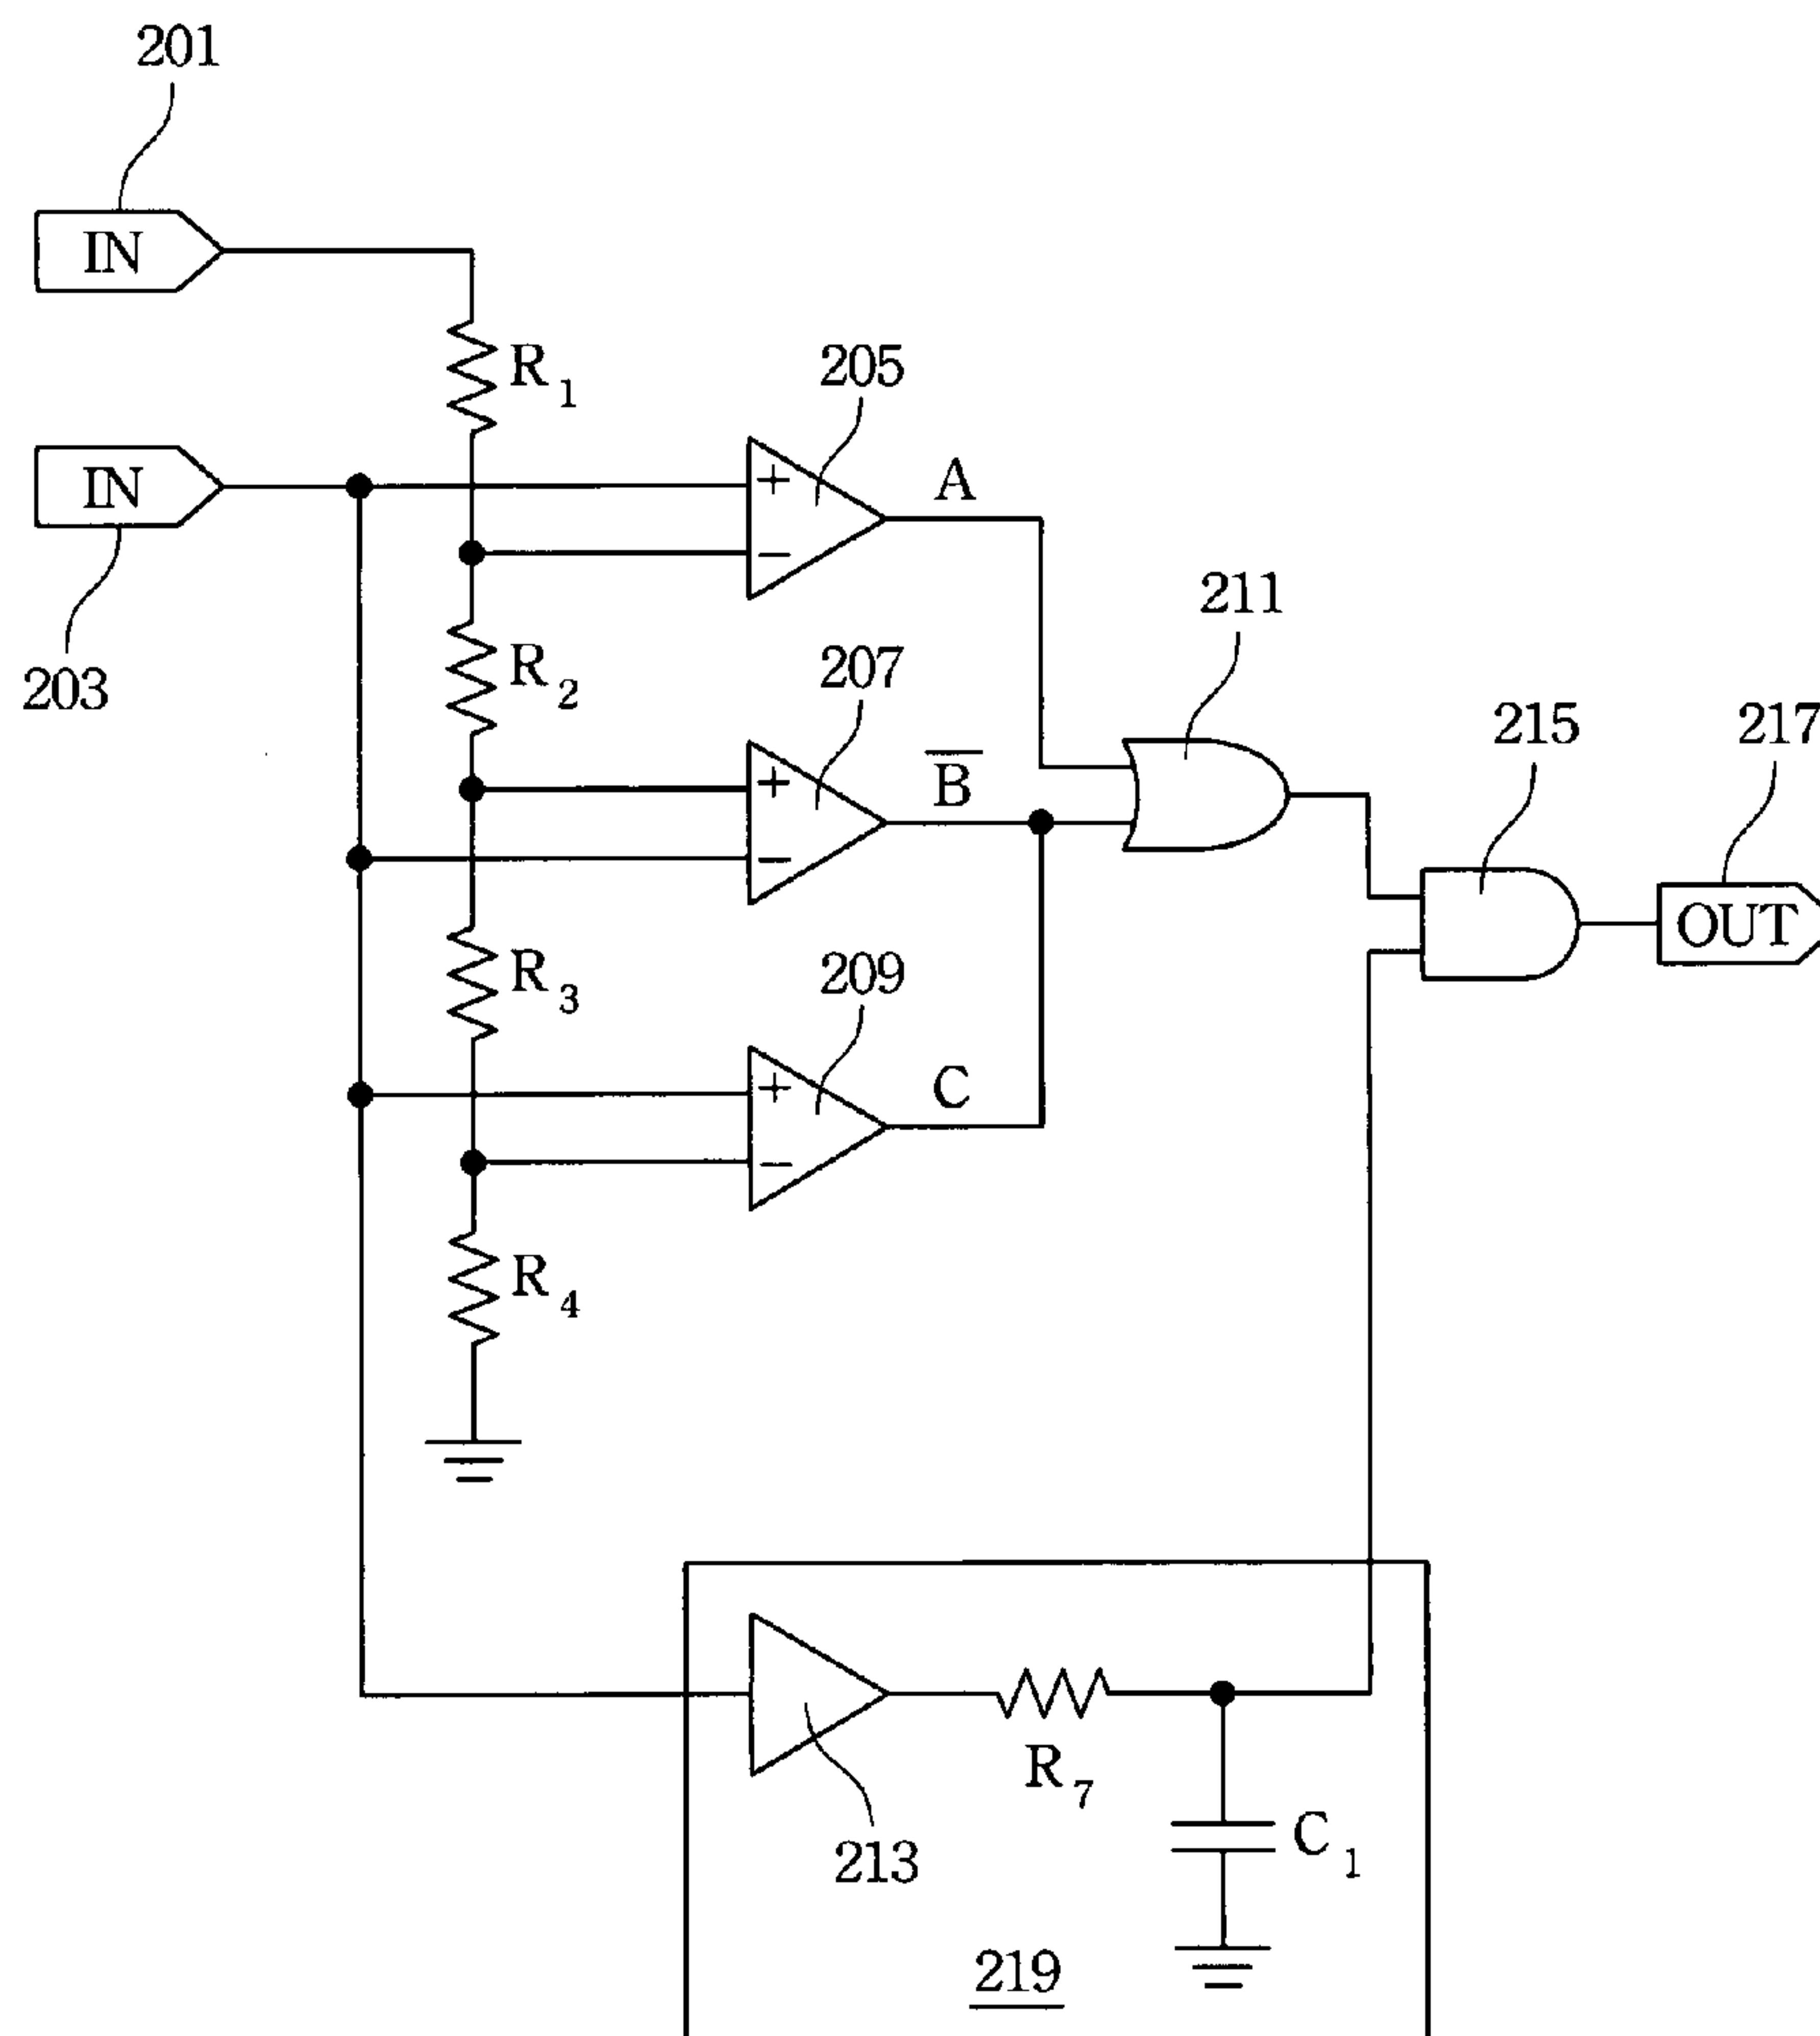 201
IN
R1
205
IN
+
A
−
203
211
R2
207
215
217
+
B̅
−
OUT
R3
209
+
C
−
R4
R7
213
C1
219